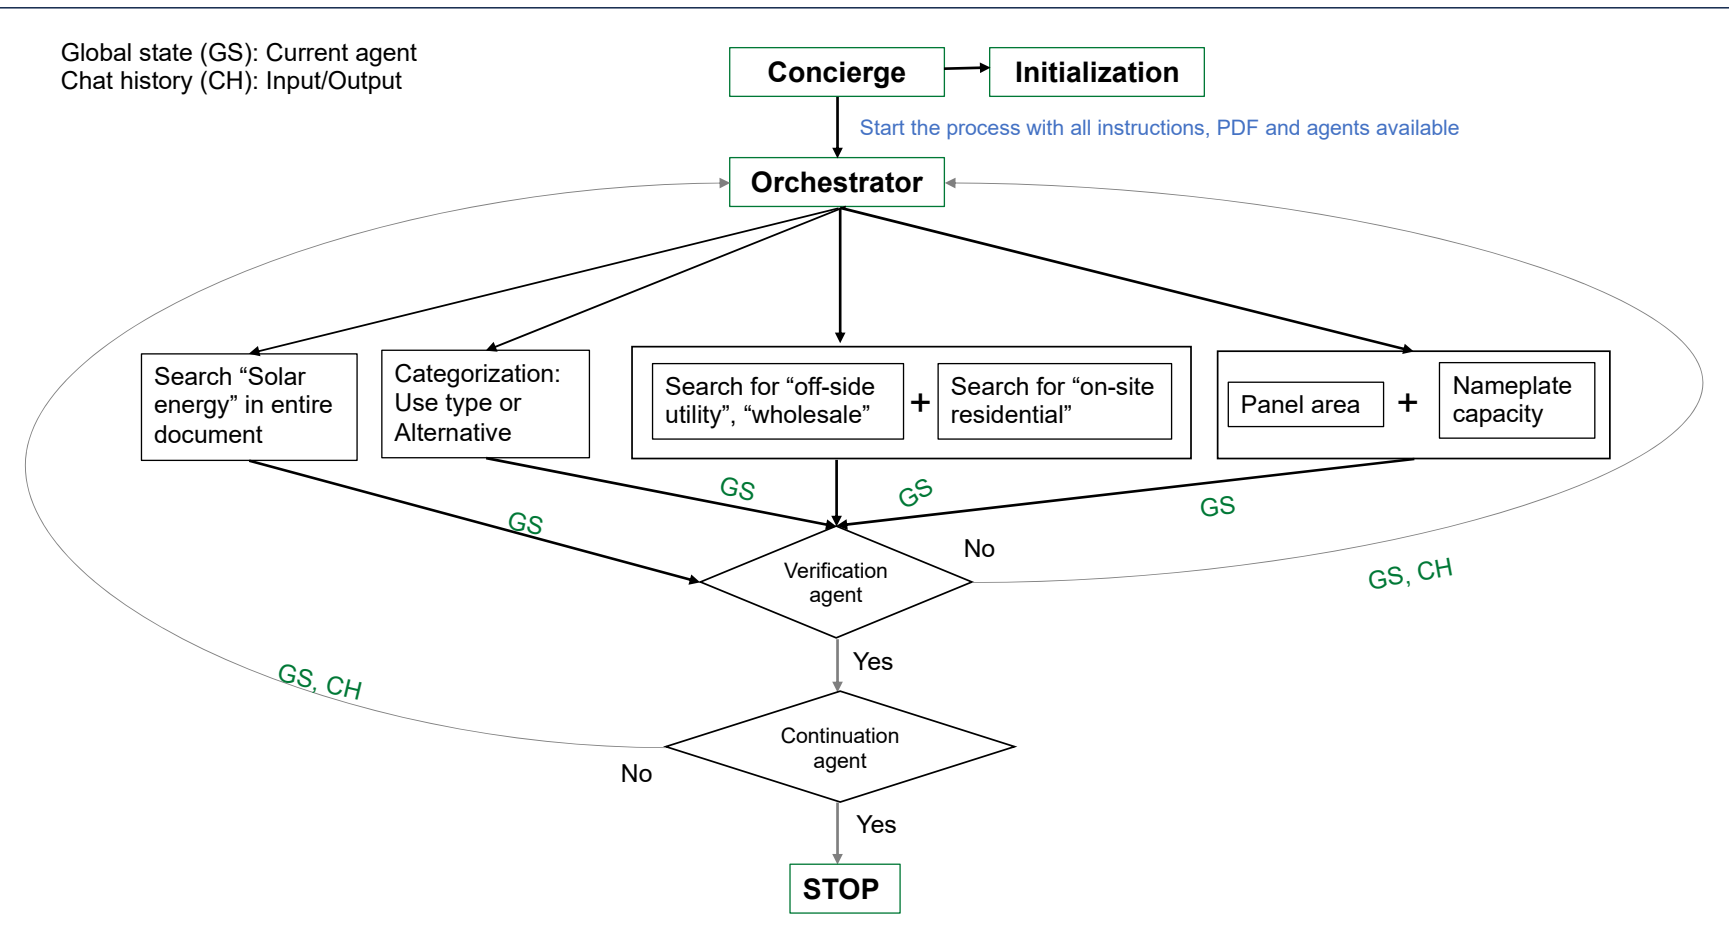 Global state (GS): Current agent
Chat history (CH): Input/Output
Concierge
Initialization
Start the process with all instructions, PDF and agents available
Orchestrator
Search “Solar
energy” in entire
document
Categorization:
Use type or
Alternative
Search for “off-side
utility”, “wholesale”
+
Search for “on-site
residential”
Panel area
+
Nameplate
capacity
GS
GS
GS
GS
Verification
agent
No
GS, CH
Yes
GS, CH
Continuation
agent
No
Yes
STOP